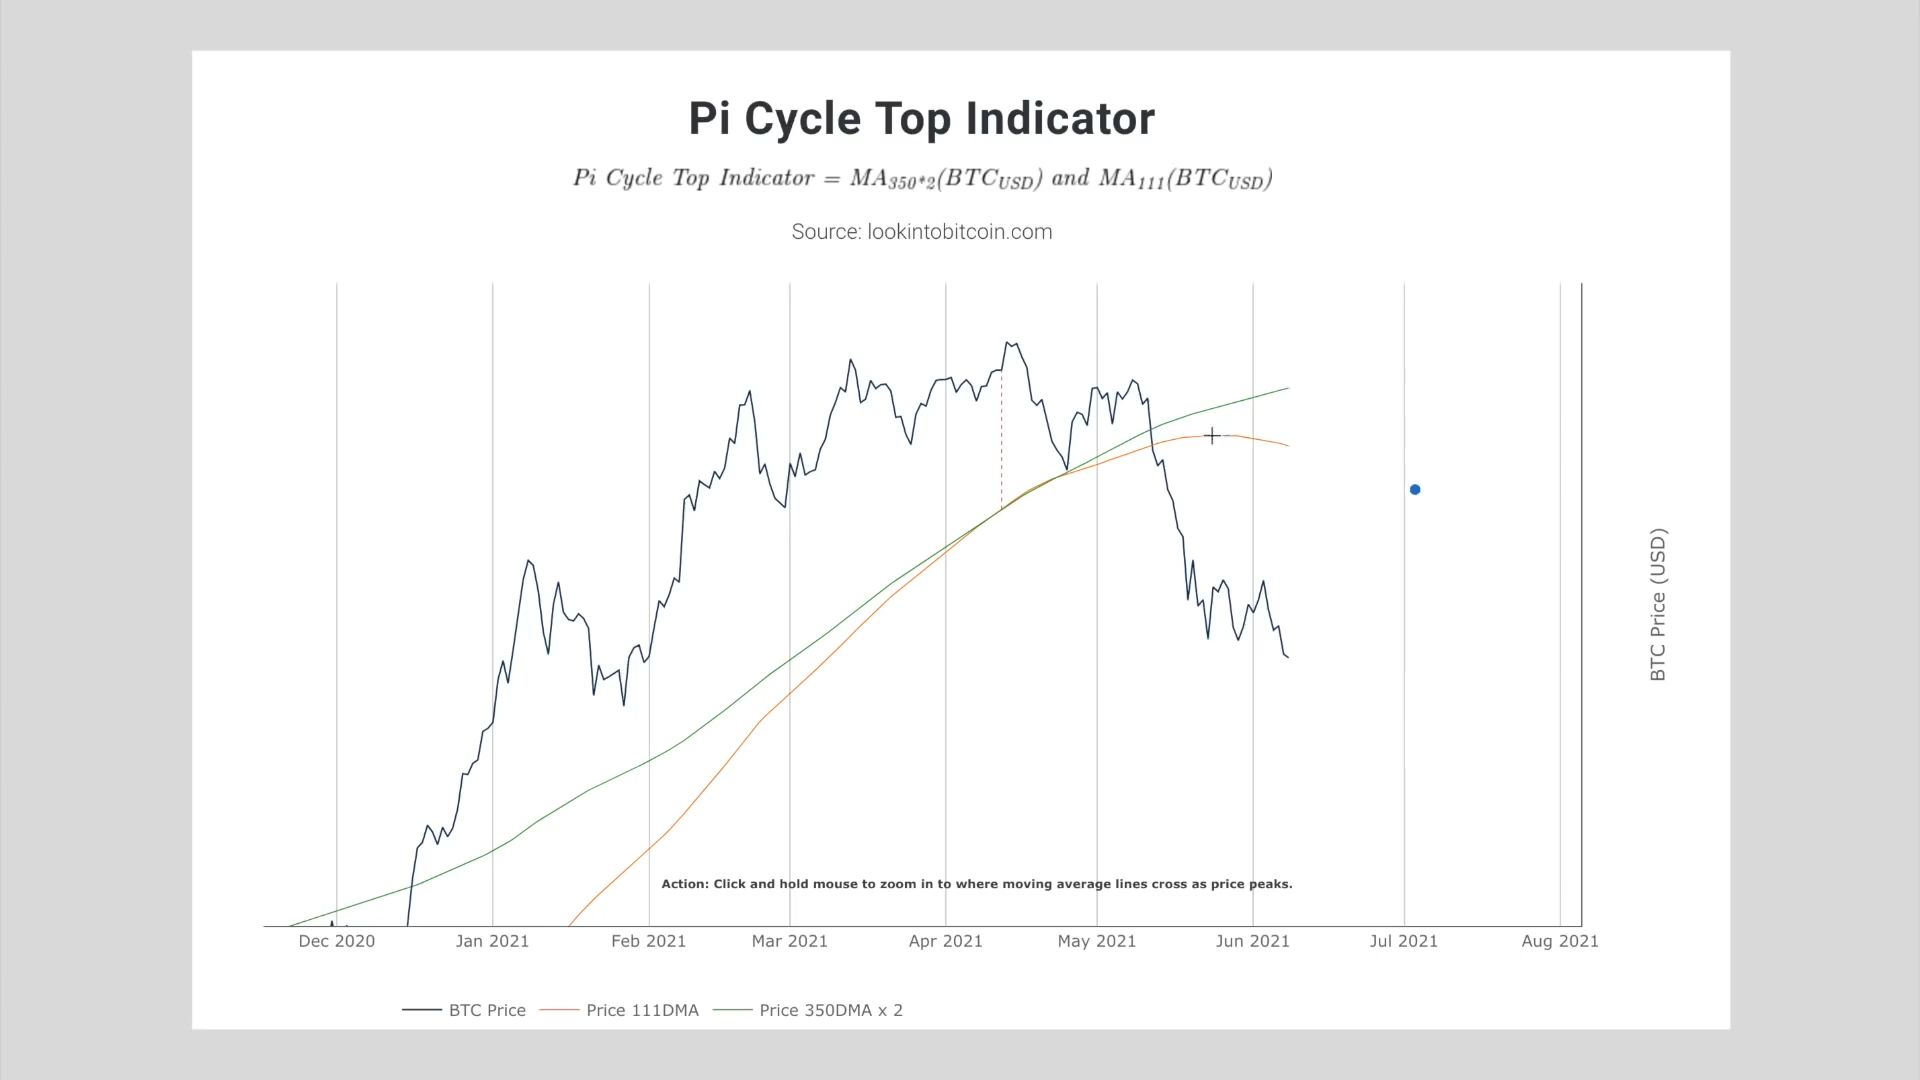 Pi Cycle Top Indicator
Pi Cycle Top Indicator = MA350*2(BTCUSD) and MA111(BTCUSD)
Source: lookintobitcoin.com
BTC Price (USD)
Action: Click and hold mouse to zoom in to where moving average lines cross as price peaks.
Dec 2020 Jan 2021 Feb 2021 Mar 2021 Apr 2021 May 2021 Jun 2021 Jul 2021 Aug 2021
BTC Price Price 111DMA Price 350DMA x 2